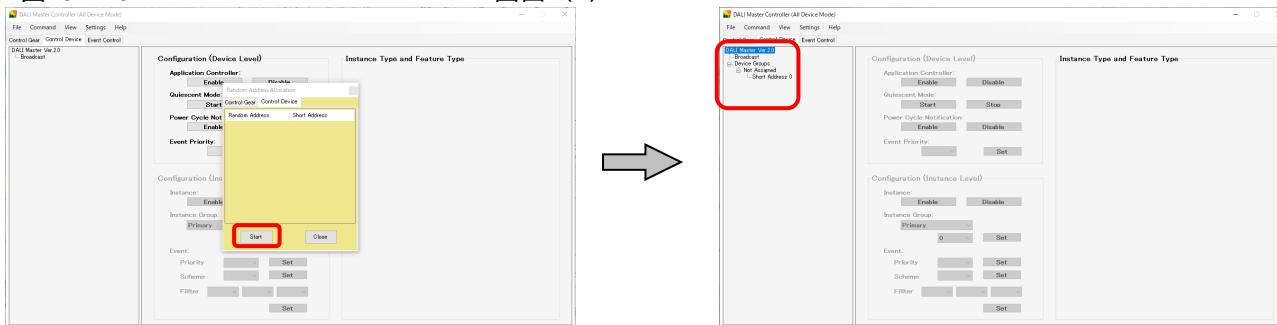 DALI Master Controller (All Device Mode)
File Command View Settings Help
Control Gear Control Device Event Control
DALI Master Ver 2.0
Broadcast
Configuration (Device Level)
Application Controller:
Enable Disable
Quiescent Mode:
Start
Power Cycle Not
Enable
Event Priority:
Configuration (Ins
Instance:
Enable
Instance Group:
Primary
Event:
Priority Set
Scheme Set
Filter
Set
Instance Type and Feature Type
Random Address Allocation
Control Gear Control Device
Random Address Short Address
Start Close
DALI Master Controller (All Device Mode)
File Command View Settings Help
Control Gear Control Device Event Control
DALI Master Ver 2.0
Broadcast
Device Groups
Not Assigned
Short Address 0
Configuration (Device Level)
Application Controller:
Enable Disable
Quiescent Mode:
Start Stop
Power Cycle Notification:
Enable Disable
Event Priority:
Set
Configuration (Instance Level)
Instance:
Enable Disable
Instance Group:
Primary
0 Set
Event:
Priority Set
Scheme Set
Filter
Set
Instance Type and Feature Type